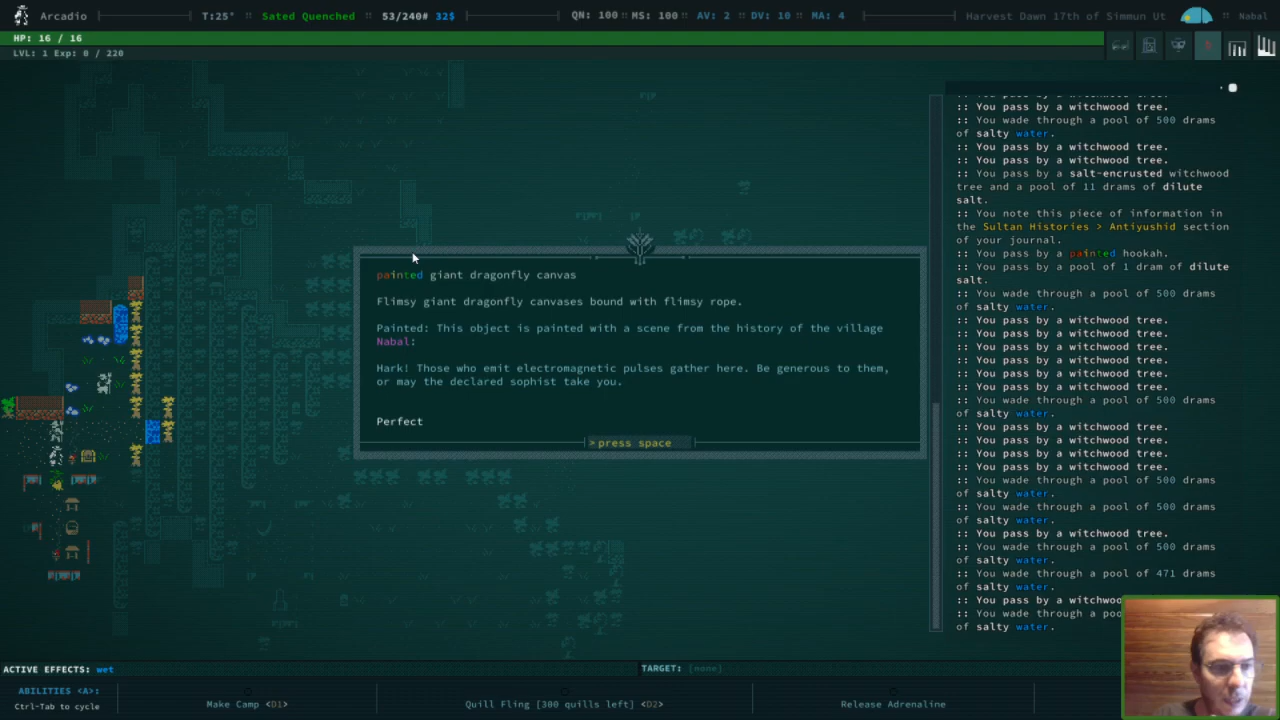 Arcadio T:25° Sated Quenched 53/240# 32$ QN: 100 MS: 100 AV: 2 DV: 10 MA: 4 Harvest Dawn 17th of Simmun Ut Nabal
HP: 16 / 16
LVL: 1 Exp: 0 / 220
painted giant dragonfly canvas
Flimsy giant dragonfly canvases bound with flimsy rope.
Painted: This object is painted with a scene from the history of the village
Nabal:
Hark! Those who emit electromagnetic pulses gather here. Be generous to them,
or may the declared sophist take you.
Perfect
>press space
:: You pass by a witchwood tree.
:: You wade through a pool of 500 drams
of salty water.
:: You pass by a witchwood tree.
:: You pass by a witchwood tree.
:: You pass by a salt-encrusted witchwood
tree and a pool of 11 drams of dilute
salt.
:: You note this piece of information in
the Sultan Histories > Antiyushid section
of your journal.
:: You pass by a painted hookah.
:: You pass by a pool of 1 dram of dilute
salt.
:: You wade through a pool of 500 drams
of salty water.
:: You pass by a witchwood tree.
:: You pass by a witchwood tree.
:: You pass by a witchwood tree.
:: You pass by a witchwood tree.
:: You pass by a witchwood tree.
:: You pass by a witchwood tree.
:: You wade through a pool of 500 drams
of salty water.
:: You pass by a witchwood tree.
:: You pass by a witchwood tree.
:: You pass by a witchwood tree.
:: You pass by a witchwood tree.
:: You wade through a pool of 500 drams
of salty water.
:: You wade through a pool of 500 drams
of salty water.
:: You pass by a witchwood tree.
:: You wade through a pool of 500 drams
of salty water.
:: You wade through a pool of 471 drams
of salty water.
:: You pass by a witchwo
:: You wade through a po
of salty water.
ACTIVE EFFECTS: wet
TARGET: [none]
ABILITIES <A>:
Ctrl-Tab to cycle
Make Camp <D1>
Quill Fling [300 quills left] <D2>
Release Adrenaline